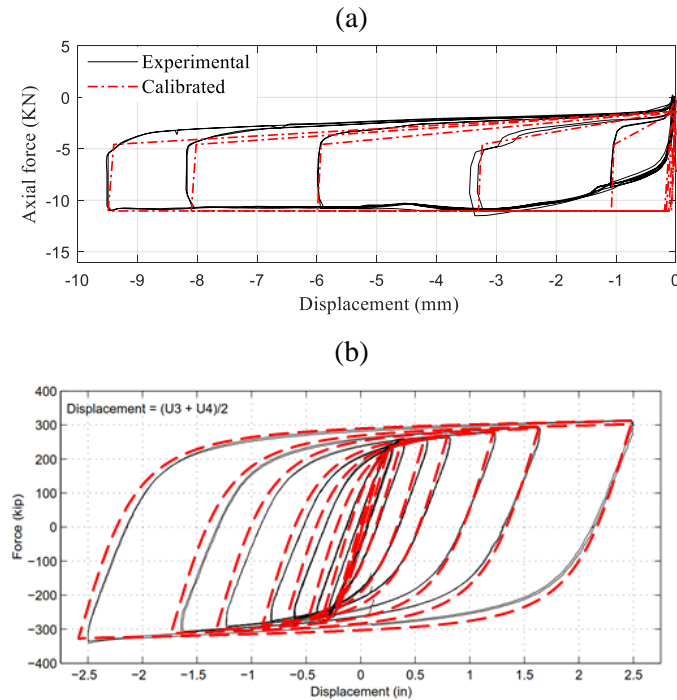 (a)
5
0
-5
-10
-15
Axial force (KN)
Experimental
Calibrated
-10 -9 -8 -7 -6 -5 -4 -3 -2 -1 0
Displacement (mm)
(b)
400
300
200
100
0
−100
−200
−300
−400
Force (kip)
Displacement = (U3 + U4)/2
−2.5 −2 −1.5 −1 −0.5 0 0.5 1 1.5 2 2.5
Displacement (in)